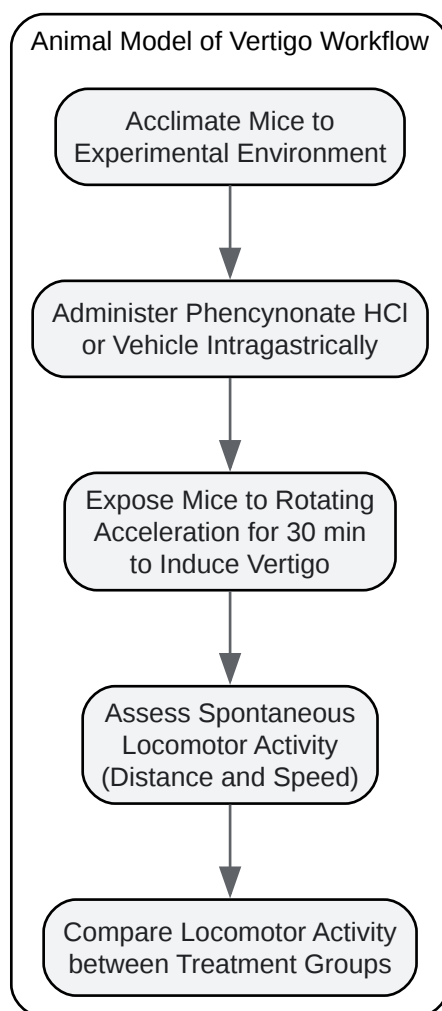 Animal Model of Vertigo Workflow
Acclimate Mice to
Experimental Environment
Administer Phencynonate HCl
or Vehicle Intragastrically
Expose Mice to Rotating
Acceleration for 30 min
to Induce Vertigo
Assess Spontaneous
Locomotor Activity
(Distance and Speed)
Compare Locomotor Activity
between Treatment Groups